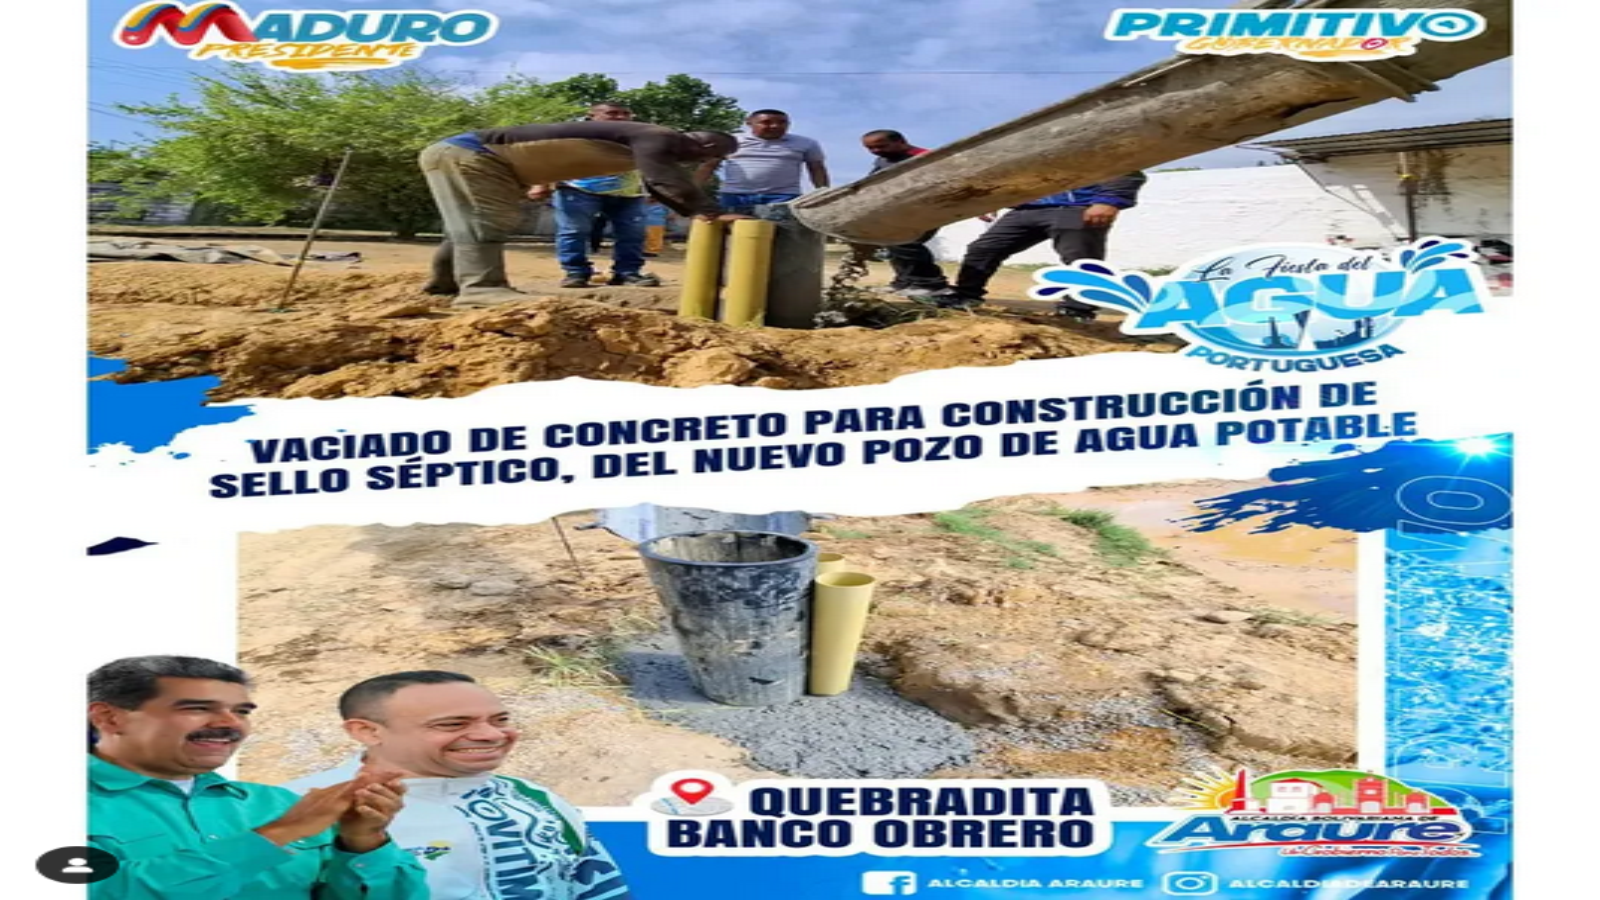 MADURO
PRESIDENTE
PRIMITIVO
GOBERNADOR
La Fiesta del
AGUA
PORTUGUESA
VACIADO DE CONCRETO PARA CONSTRUCCIÓN DE
SELLO SÉPTICO, DEL NUEVO POZO DE AGUA POTABLE
QUEBRADITA
BANCO OBRERO
ALCALDIA BOLIVARIANA DE
Araure
ALCALDIA ARAURE
ALCALDIADEARAURE